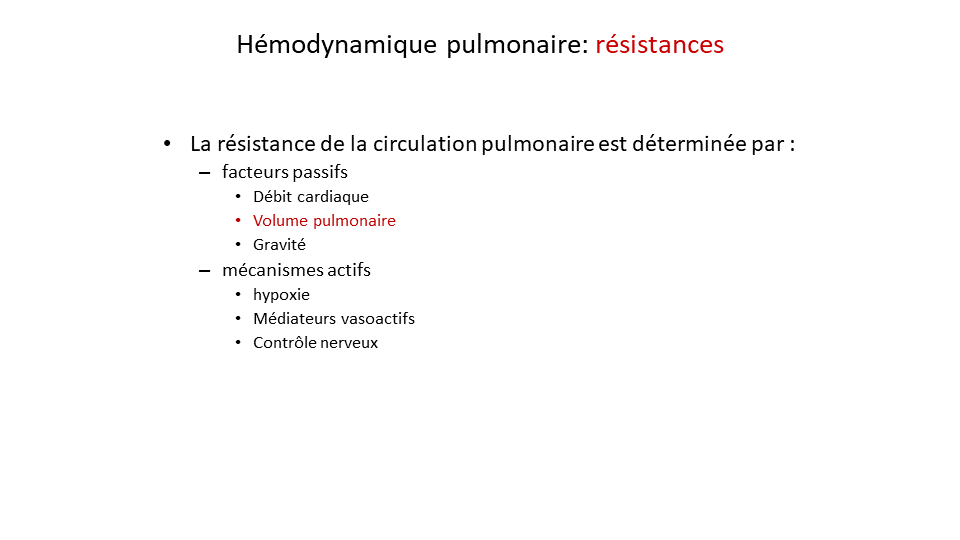 Hémodynamique pulmonaire: résistances
• La résistance de la circulation pulmonaire est déterminée par :
– facteurs passifs
• Débit cardiaque
• Volume pulmonaire
• Gravité
– mécanismes actifs
• hypoxie
• Médiateurs vasoactifs
• Contrôle nerveux